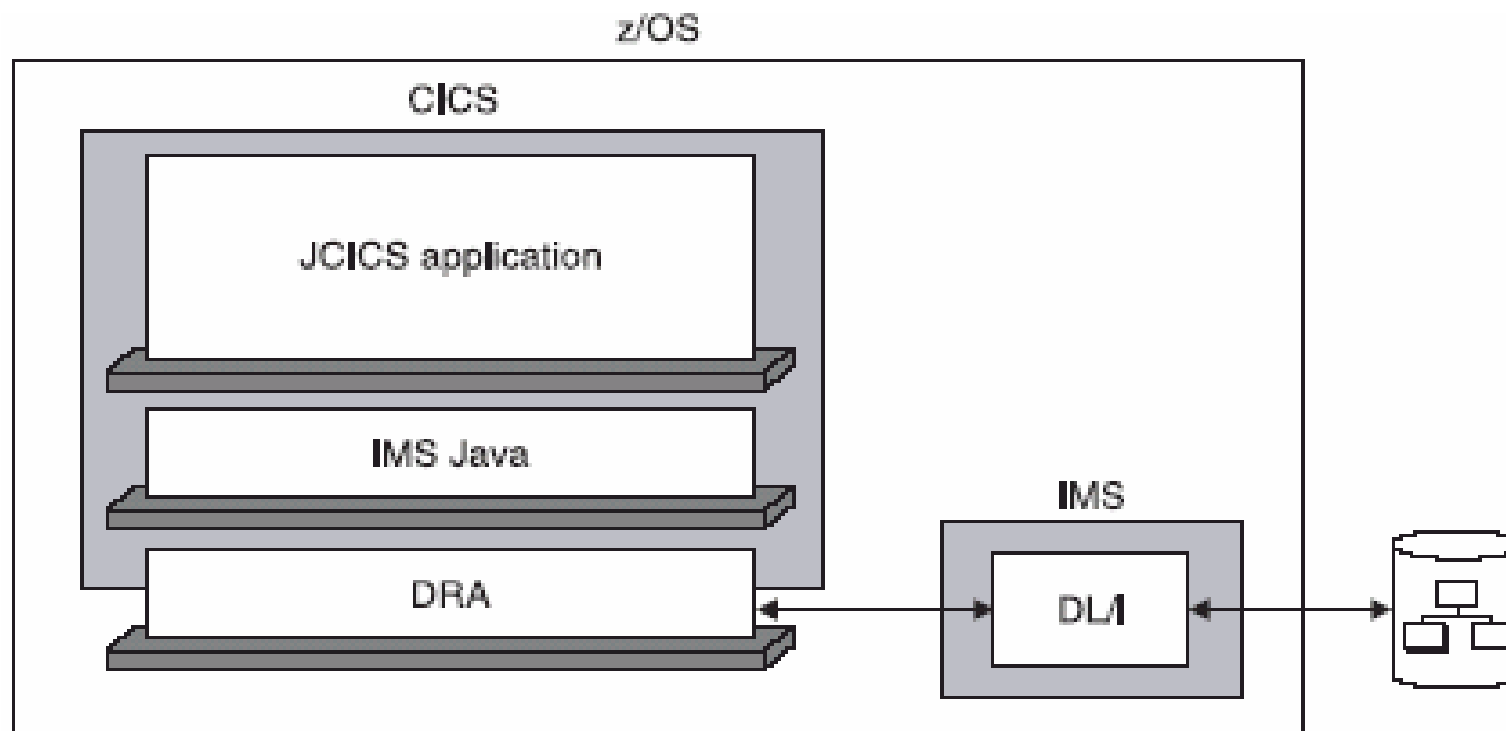 z/OS
CICS
JCICS application
IMS Java
DRA
IMS
DL/I